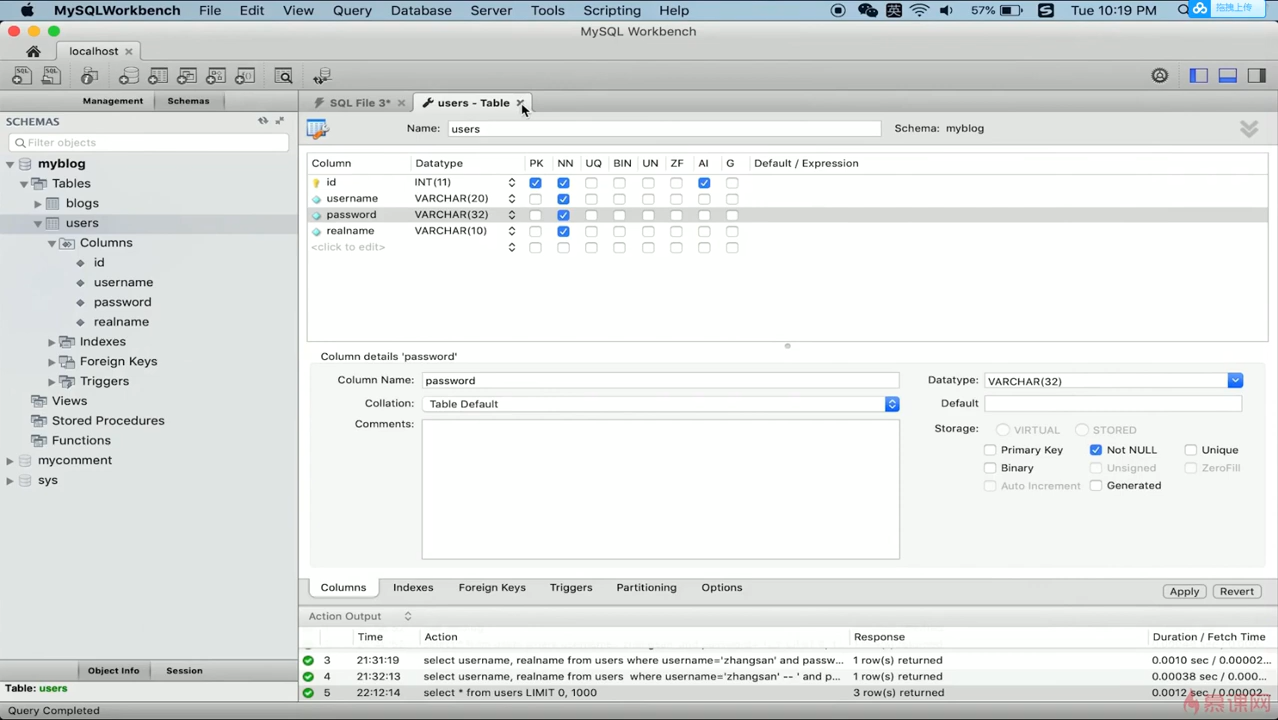 MySQLWorkbench File Edit View Query Database Server Tools Scripting Help 英 57% Tue 10:19 PM 拖拽上传
MySQL Workbench
localhost
Management Schemas
SQL File 3* users - Table
SCHEMAS
Name: users Schema: myblog
Filter objects
Column Datatype PK NN UQ BIN UN ZF AI G Default / Expression
myblog
Tables
blogs
users
Columns
id
username
password
realname
Indexes
Foreign Keys
Triggers
Views
Stored Procedures
Functions
mycomment
sys
id INT(11)
username VARCHAR(20)
password VARCHAR(32)
realname VARCHAR(10)
<click to edit>
Column details 'password'
Column Name: password Datatype: VARCHAR(32)
Collation: Table Default Default
Comments: Storage: VIRTUAL STORED
Primary Key Not NULL Unique
Binary Unsigned ZeroFill
Auto Increment Generated
Columns Indexes Foreign Keys Triggers Partitioning Options Apply Revert
Action Output
Time Action Response Duration / Fetch Time
3 21:31:19 select username, realname from users where username='zhangsan' and passw... 1 row(s) returned 0.0010 sec / 0.00002...
4 21:32:13 select username, realname from users where username='zhangsan' -- ' and p... 1 row(s) returned 0.00038 sec / 0.0000...
5 22:12:14 select * from users LIMIT 0, 1000 3 row(s) returned 0.0012 sec / 0.00002...
Object Info Session
Table: users
Query Completed
慕课网